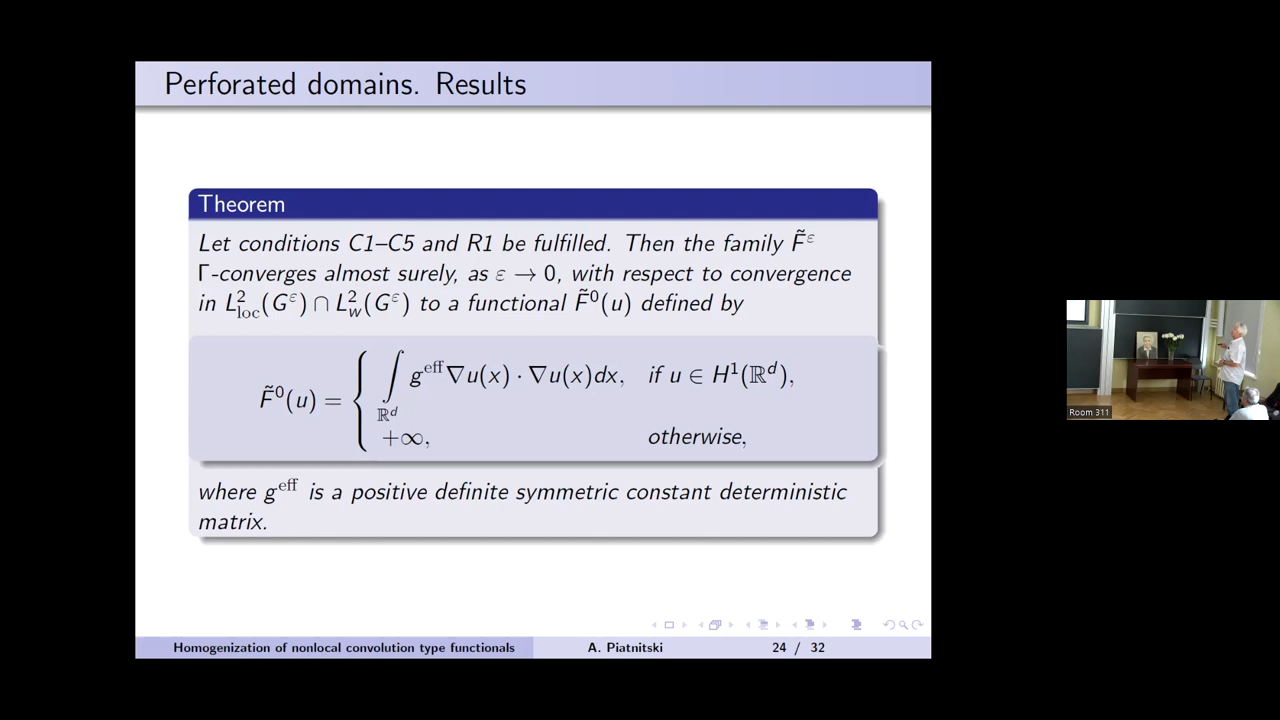 Perforated domains. Results
Theorem
Let conditions C1–C5 and R1 be fulfilled. Then the family F̃^ε
Γ-converges almost surely, as ε → 0, with respect to convergence
in L²_loc(G^ε) ∩ L²_w(G^ε) to a functional F̃⁰(u) defined by
F̃⁰(u) = { ∫_{ℝ^d} g^eff ∇u(x) · ∇u(x)dx, if u ∈ H¹(ℝ^d),
+∞, otherwise,
where g^eff is a positive definite symmetric constant deterministic
matrix.
Homogenization of nonlocal convolution type functionals A. Piatnitski 24 / 32
Room 311